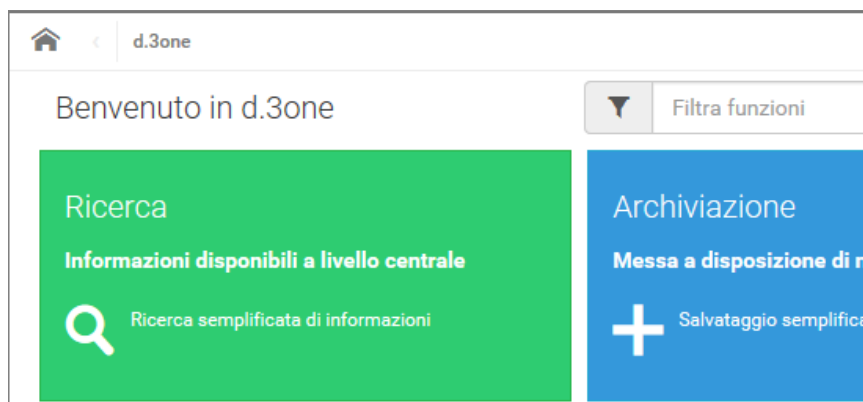 d.3one
Benvenuto in d.3one
Filtra funzioni
Ricerca
Informazioni disponibili a livello centrale
Ricerca semplificata di informazioni
Archiviazione
Messa a disposizione di
Salvataggio